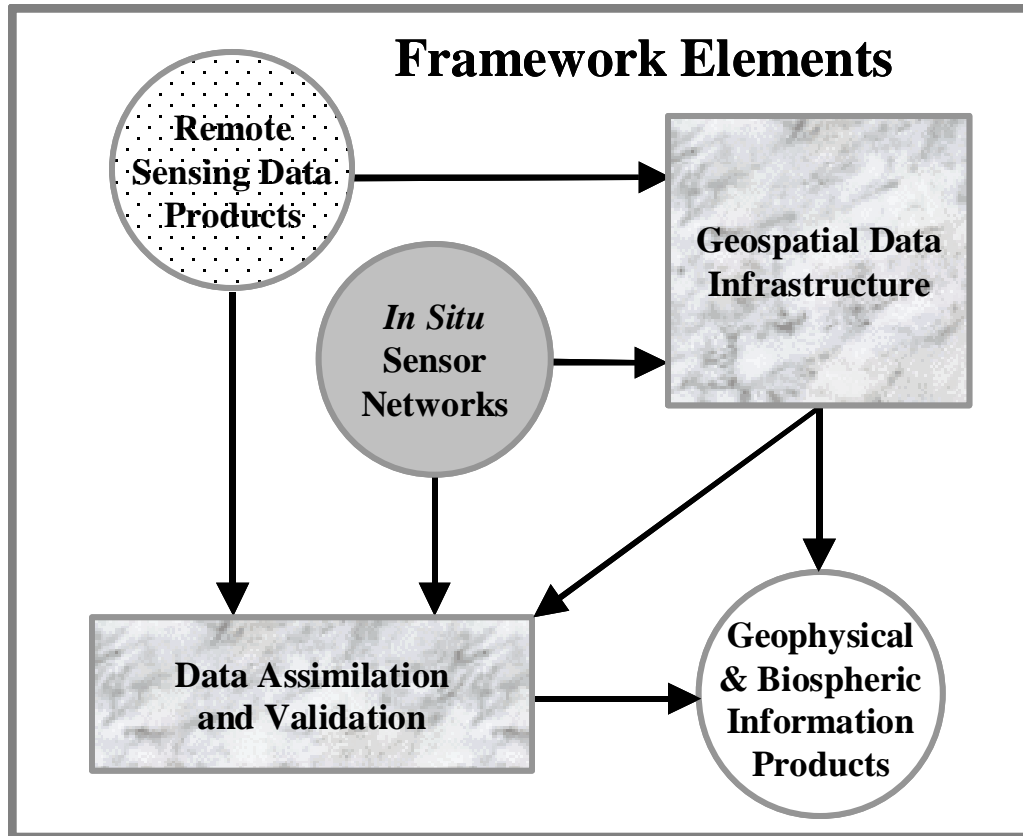 Framework Elements
Remote
Sensing Data
Products
Geospatial Data
Infrastructure
In Situ
Sensor
Networks
Data Assimilation
and Validation
Geophysical
& Biospheric
Information
Products